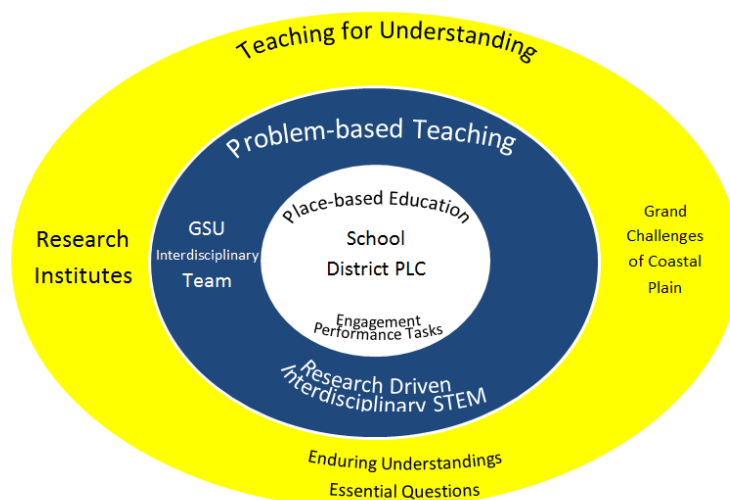 Teaching for Understanding
Problem-based Teaching
Place-based Education
School
District PLC
Engagement
Performance Tasks
GSU
Interdisciplinary
Team
Research
Institutes
Grand
Challenges
of Coastal
Plain
Research Driven
Interdisciplinary STEM
Enduring Understandings
Essential Questions